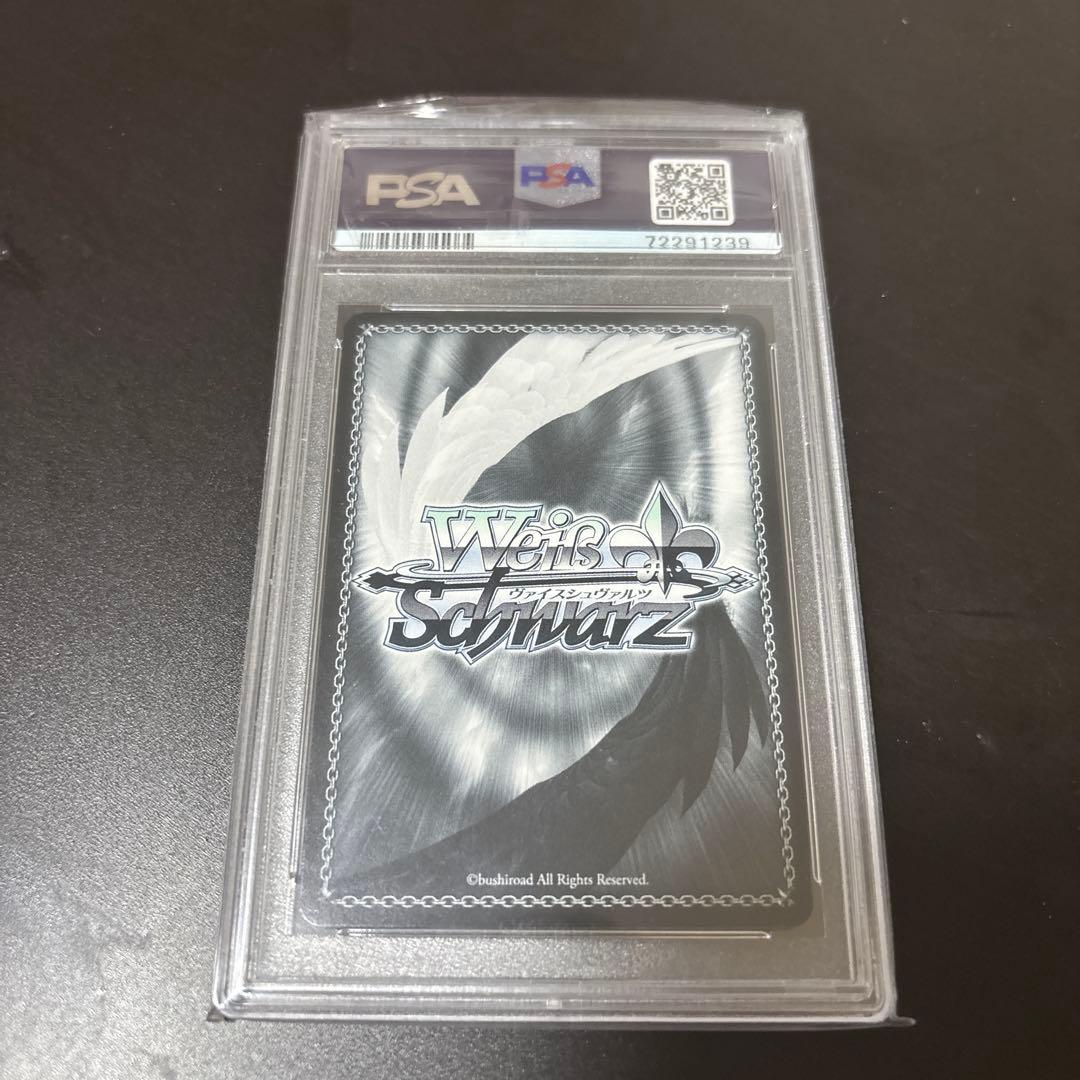 PSA
PSA
72291239
Weiß
ヴァイスシュヴァルツ
Schwarz
©bushiroad All Rights Reserved.